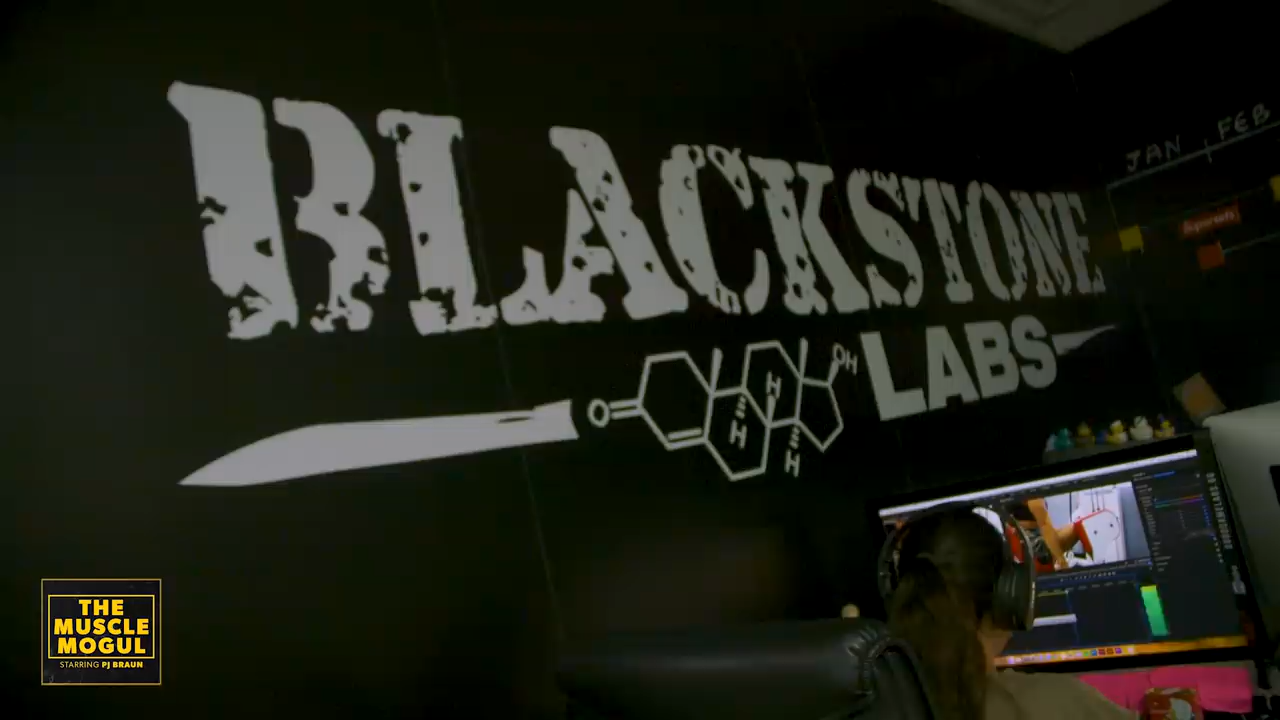 BLACKSTONE
LABS
O
OH
H
H
H
H
JAN FEB
THE
MUSCLE
MOGUL
STARRING PJ BRAUN